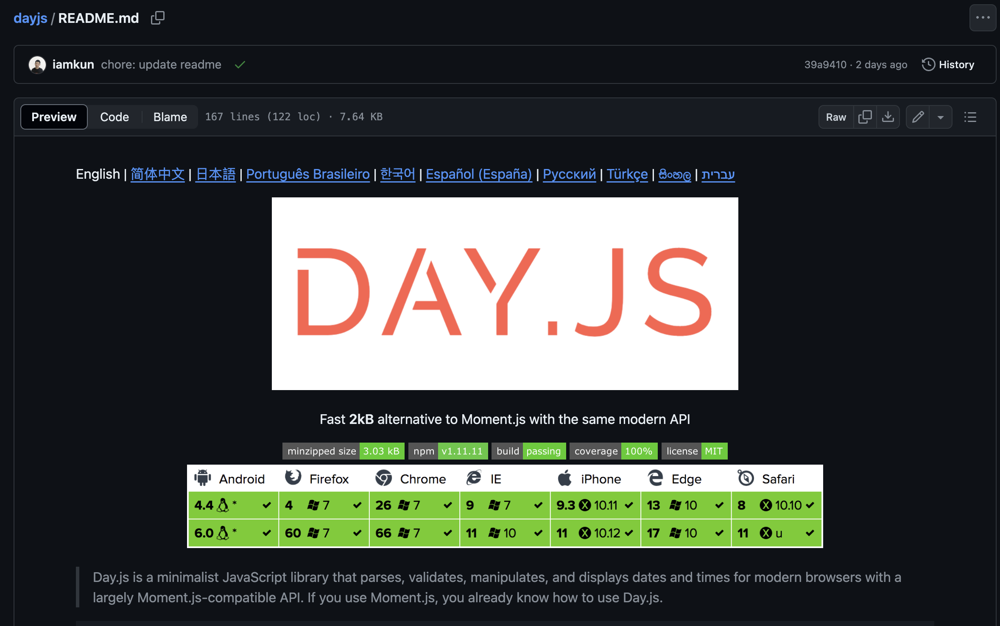 dayjs / README.md
iamkun chore: update readme
39a9410 · 2 days ago History
Preview Code Blame 167 lines (122 loc) · 7.64 KB Raw
English | 简体中文 | 日本語 | Português Brasileiro | 한국어 | Español (España) | Русский | Türkçe | සිංහල | עברית
DAY.JS
Fast 2kB alternative to Moment.js with the same modern API
minzipped size 3.03 kB npm v1.11.11 build passing coverage 100% license MIT
Android Firefox Chrome IE iPhone Edge Safari
4.4 * 4 7 26 7 9 7 9.3 X 10.11 13 10 8 X 10.10
6.0 * 60 7 66 7 11 10 11 X 10.12 17 10 11 X u
Day.js is a minimalist JavaScript library that parses, validates, manipulates, and displays dates and times for modern browsers with a
largely Moment.js-compatible API. If you use Moment.js, you already know how to use Day.js.